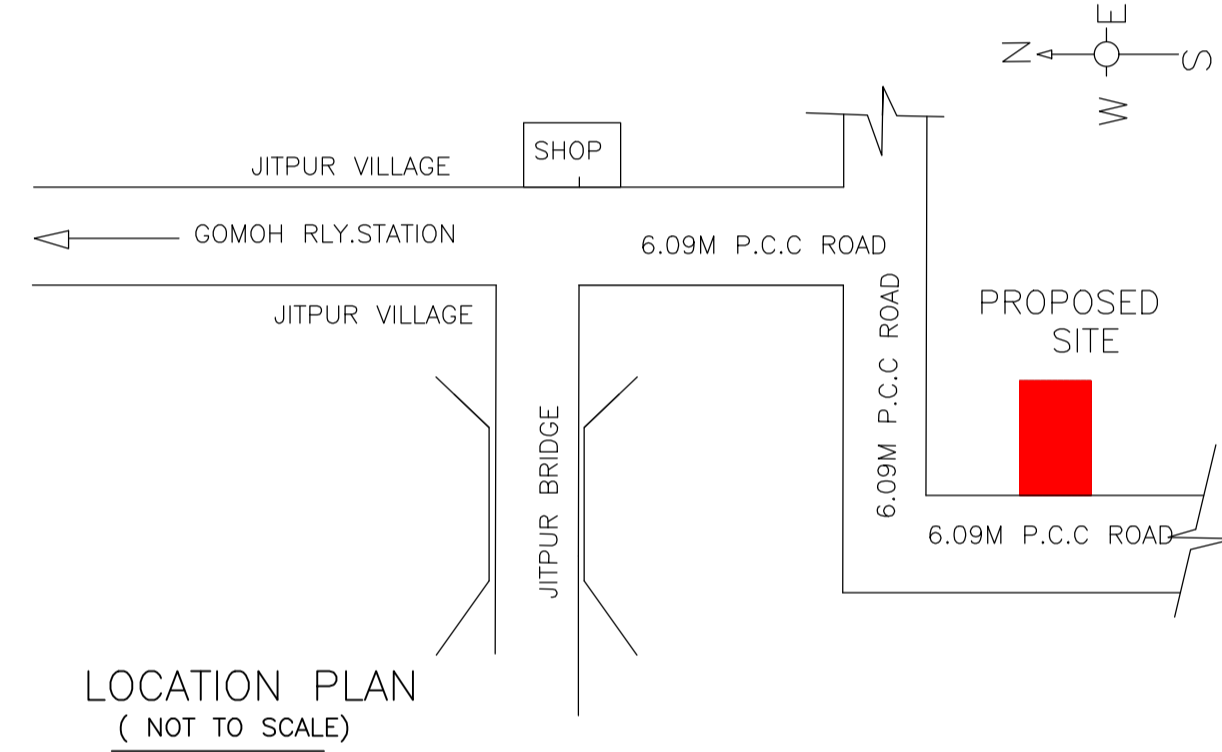 E
N
S
W
SHOP
JITPUR VILLAGE
GOMOH RLY.STATION
6.09M P.C.C ROAD
JITPUR VILLAGE
6.09M P.C.C ROAD
PROPOSED
SITE
JITPUR BRIDGE
6.09M P.C.C ROAD
LOCATION PLAN
( NOT TO SCALE)